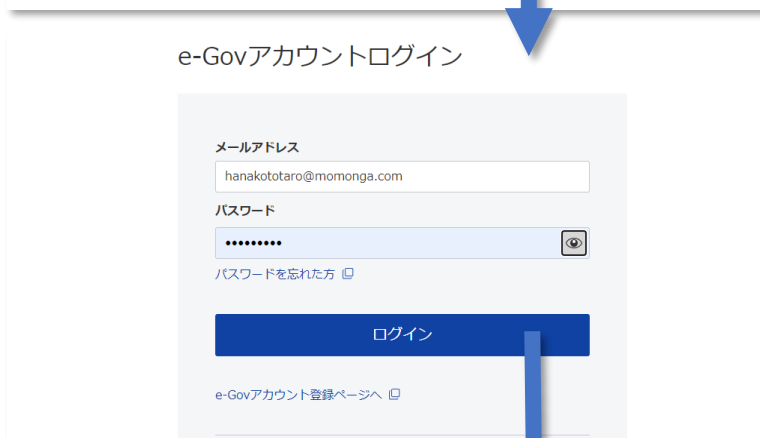 e-Govアカウントログイン
メールアドレス
hanakototaro@momonga.com
パスワード
•••••••••
パスワードを忘れた方
ログイン
e-Govアカウント登録ページへ